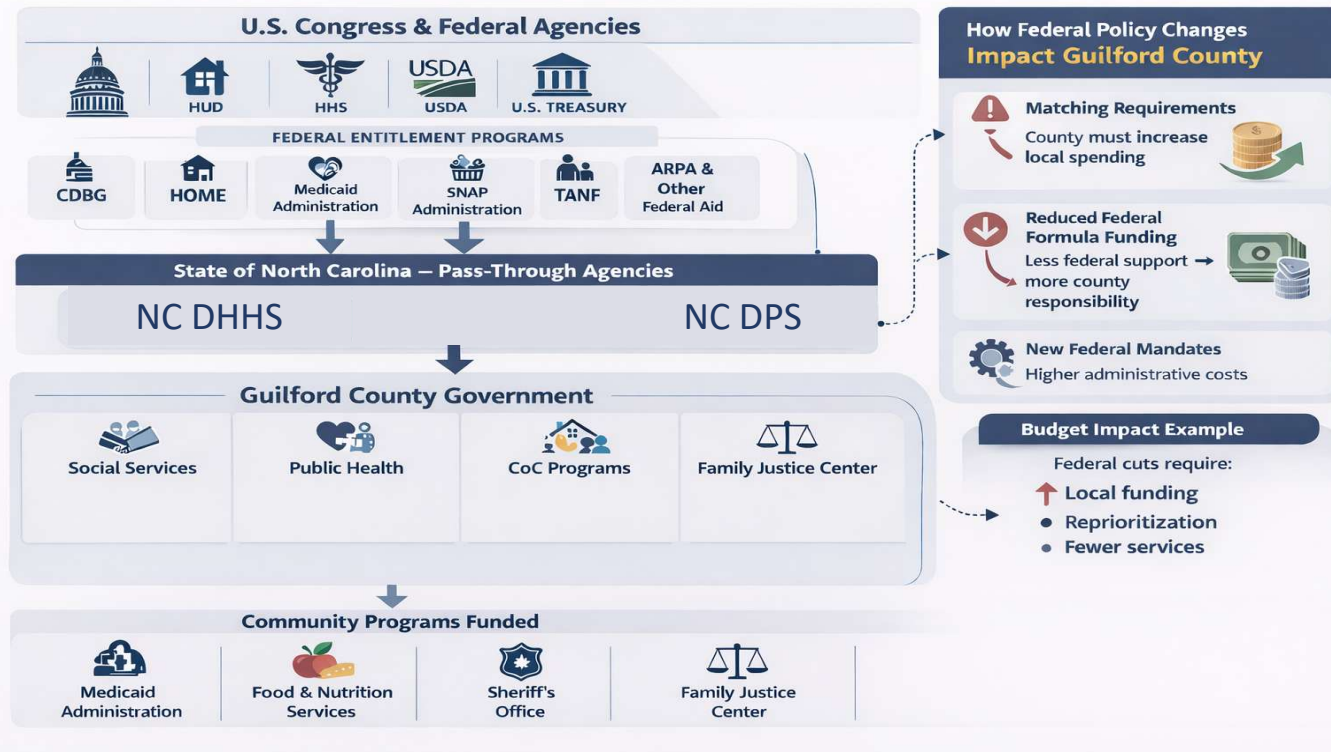 U.S. Congress & Federal Agencies
HUD
HHS
USDA
USDA
U.S. TREASURY
FEDERAL ENTITLEMENT PROGRAMS
CDBG
HOME
Medicaid
Administration
SNAP
Administration
TANF
ARPA &
Other
Federal Aid
State of North Carolina — Pass-Through Agencies
NC DHHS
NC DPS
Guilford County Government
Social Services
Public Health
CoC Programs
Family Justice Center
Community Programs Funded
Medicaid
Administration
Food & Nutrition
Services
Sheriff's
Office
Family Justice
Center
How Federal Policy Changes
Impact Guilford County
Matching Requirements
County must increase
local spending
Reduced Federal
Formula Funding
Less federal support →
more county
responsibility
New Federal Mandates
Higher administrative costs
Budget Impact Example
Federal cuts require:
Local funding
• Reprioritization
• Fewer services